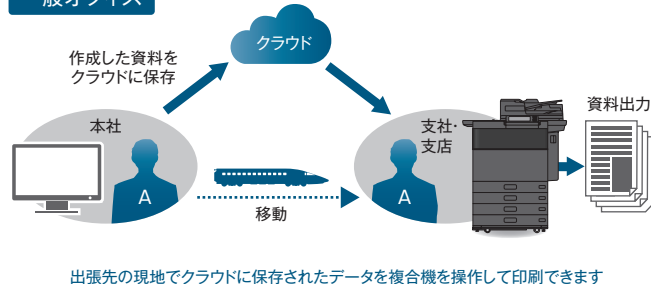 般オフィス
作成した資料を
クラウドに保存
クラウド
本社
A
移動
支社・
支店
A
資料出力
出張先の現地でクラウドに保存されたデータを複合機を操作して印刷できます